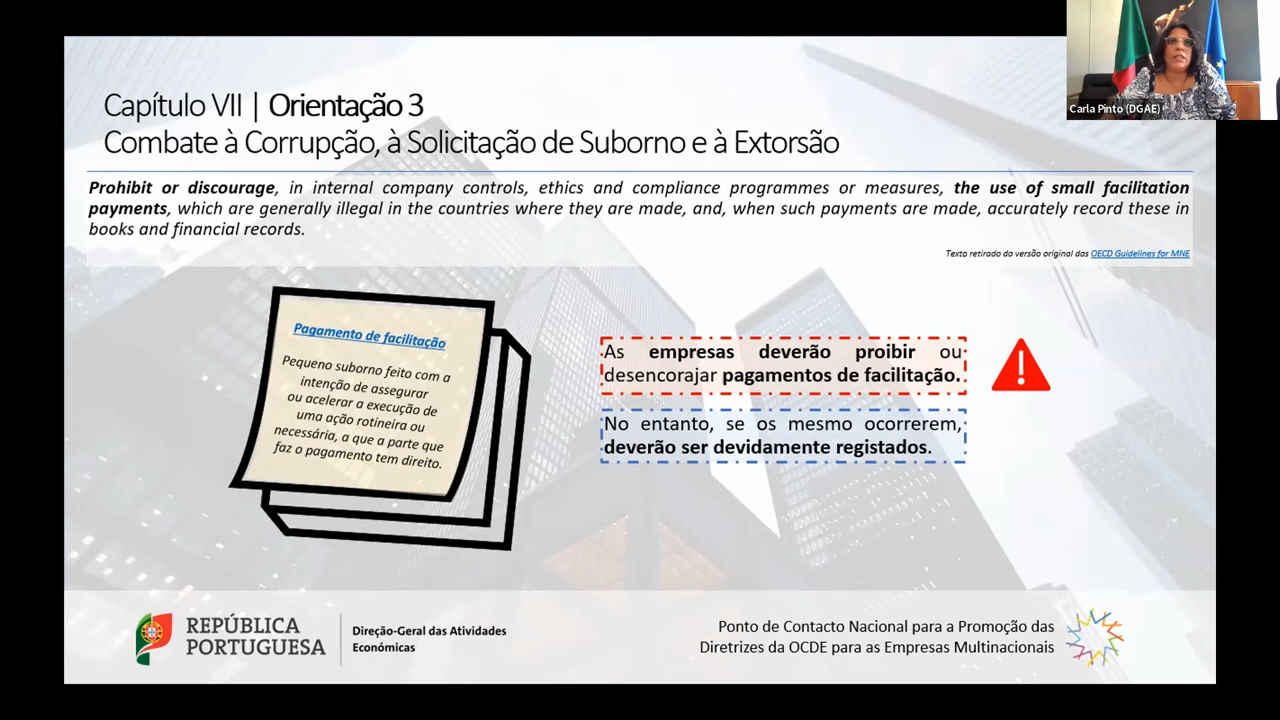 Carla Pinto (DGAE)
Capítulo VII | Orientação 3
Combate à Corrupção, à Solicitação de Suborno e à Extorsão
Prohibit or discourage, in internal company controls, ethics and compliance programmes or measures, the use of small facilitation
payments, which are generally illegal in the countries where they are made, and, when such payments are made, accurately record these in
books and financial records.
Texto retirado da versão original das OECD Guidelines for MNE
Pagamento de facilitação
Pequeno suborno feito com a
intenção de assegurar
ou acelerar a execução de
uma ação rotineira ou
necessária, a que a parte que
faz o pagamento tem direito.
As empresas deverão proibir ou
desencorajar pagamentos de facilitação.
No entanto, se os mesmo ocorrerem,
deverão ser devidamente registados.
REPÚBLICA
PORTUGUESA
Direção-Geral das Atividades
Económicas
Ponto de Contacto Nacional para a Promoção das
Diretrizes da OCDE para as Empresas Multinacionais